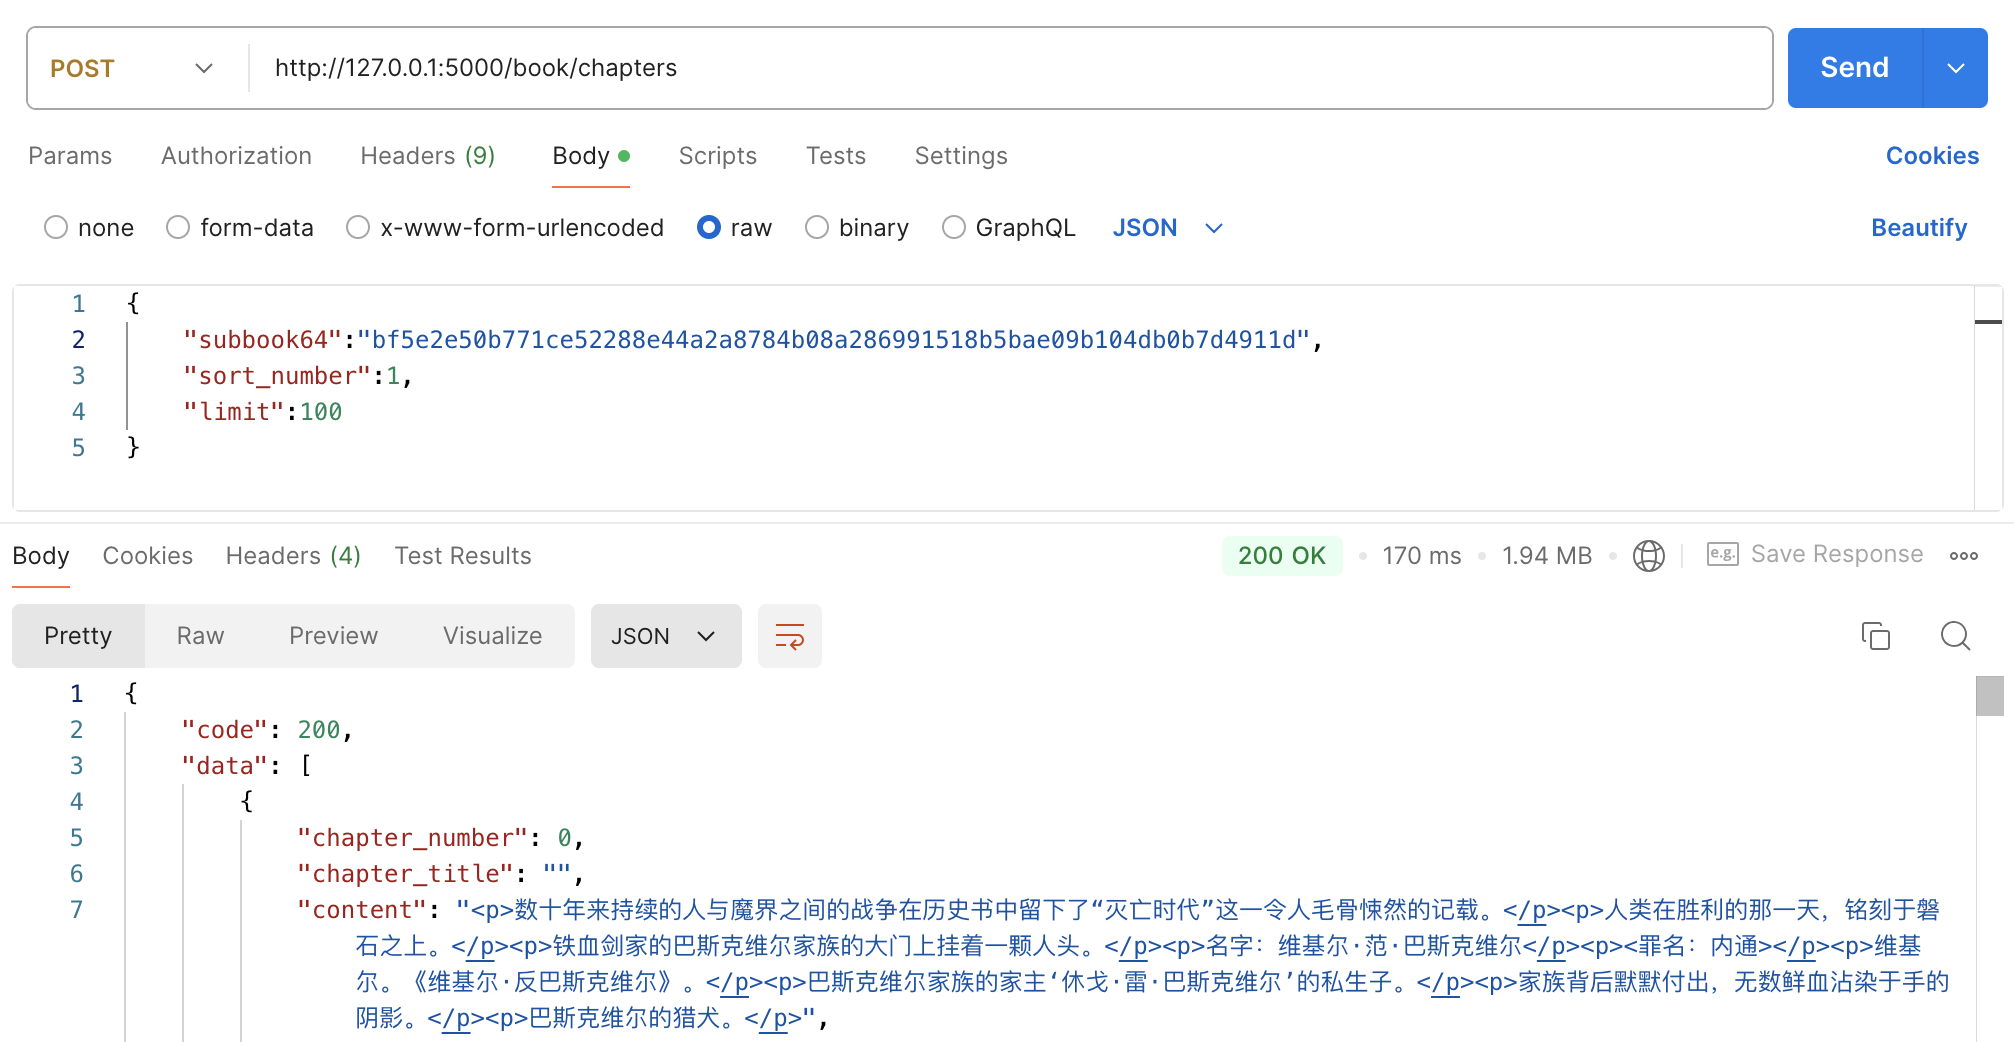 POST http://127.0.0.1:5000/book/chapters Send
Params Authorization Headers (9) Body Scripts Tests Settings Cookies
none form-data x-www-form-urlencoded raw binary GraphQL JSON Beautify
1 {
2 "subbook64":"bf5e2e50b771ce52288e44a2a8784b08a286991518b5bae09b104db0b7d4911d",
3 "sort_number":1,
4 "limit":100
5 }
Body Cookies Headers (4) Test Results 200 OK • 170 ms • 1.94 MB • e.g. Save Response
Pretty Raw Preview Visualize JSON
1 {
2 "code": 200,
3 "data": [
4 {
5 "chapter_number": 0,
6 "chapter_title": "",
7 "content": "<p>数十年来持续的人与魔界之间的战争在历史书中留下了“灭亡时代”这一令人毛骨悚然的记载。</p><p>人类在胜利的那一天，铭刻于磐
石之上。</p><p>铁血剑家的巴斯克维尔家族的大门上挂着一颗人头。</p><p>名字：维基尔·范·巴斯克维尔</p><p><罪名：内通></p><p>维基
尔。《维基尔·反巴斯克维尔》。</p><p>巴斯克维尔家族的家主‘休戈·雷·巴斯克维尔’的私生子。</p><p>家族背后默默付出，无数鲜血沾染于手的
阴影。</p><p>巴斯克维尔的猎犬。</p>",